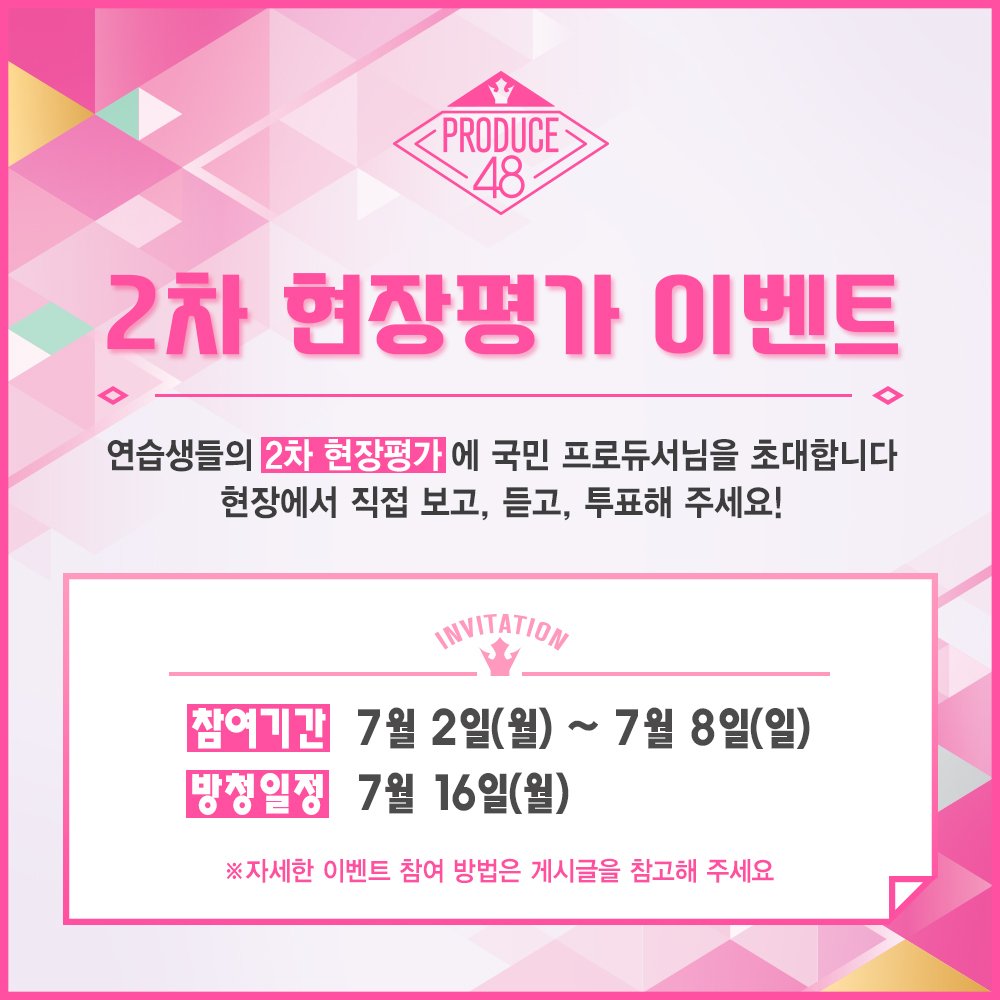 PRODUCE
48
2차 현장평가 이벤트
연습생들의 2차 현장평가에 국민 프로듀서님을 초대합니다
현장에서 직접 보고, 듣고, 투표해 주세요!
INVITATION
참여기간 7월 2일(월) ~ 7월 8일(일)
방청일정 7월 16일(월)
※자세한 이벤트 참여 방법은 게시글을 참고해 주세요